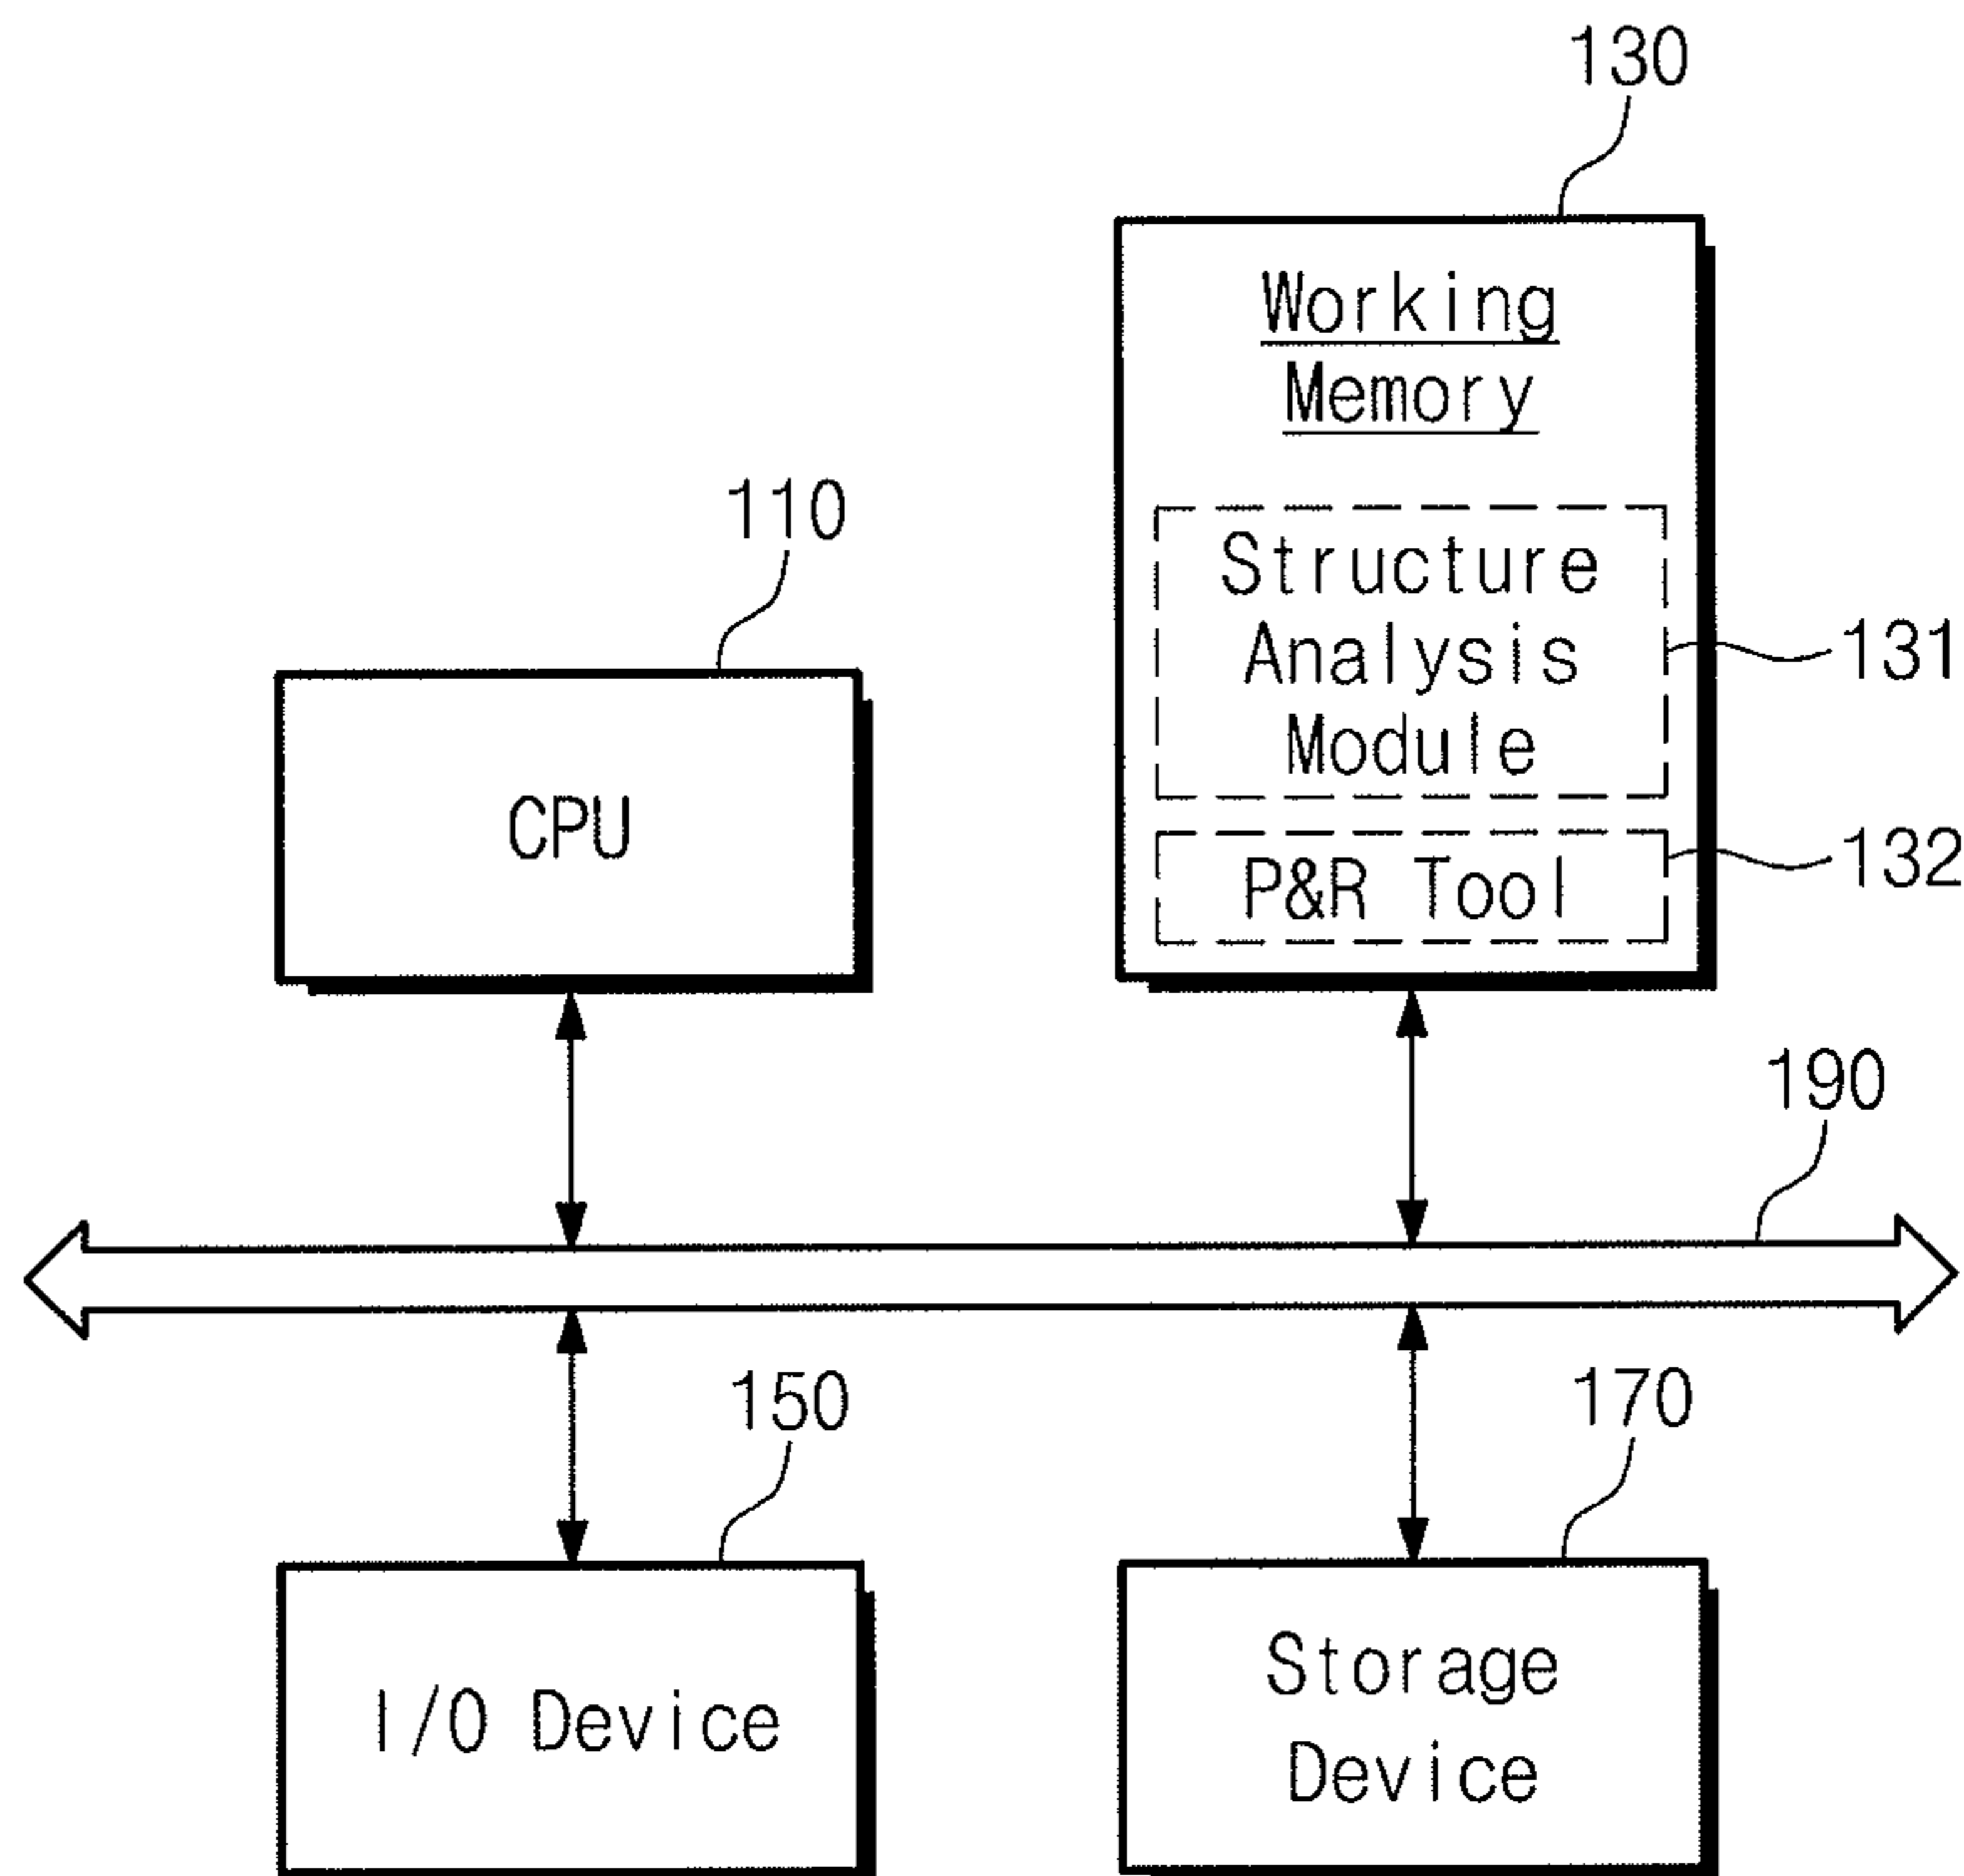 130
Working
Memory
110
Structure
Analysis
Module
131
CPU
P&R Tool
132
190
150
170
I/O Device
Storage
Device